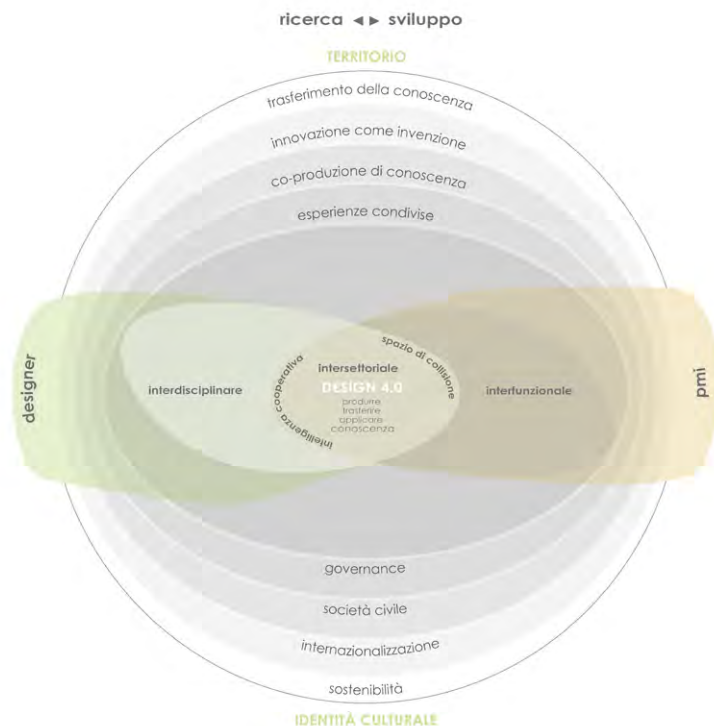 ricerca ◄► sviluppo
TERRITORIO
trasferimento della conoscenza
innovazione come invenzione
co-produzione di conoscenza
esperienze condivise
designer
interdisciplinare
intelligenza cooperativa
spazio di collisione
intersettoriale
DESIGN 4.0
produrre
trasferire
applicare
conoscenza
interfunzionale
pmi
governance
società civile
internazionalizzazione
sostenibilità
IDENTITÀ CULTURALE